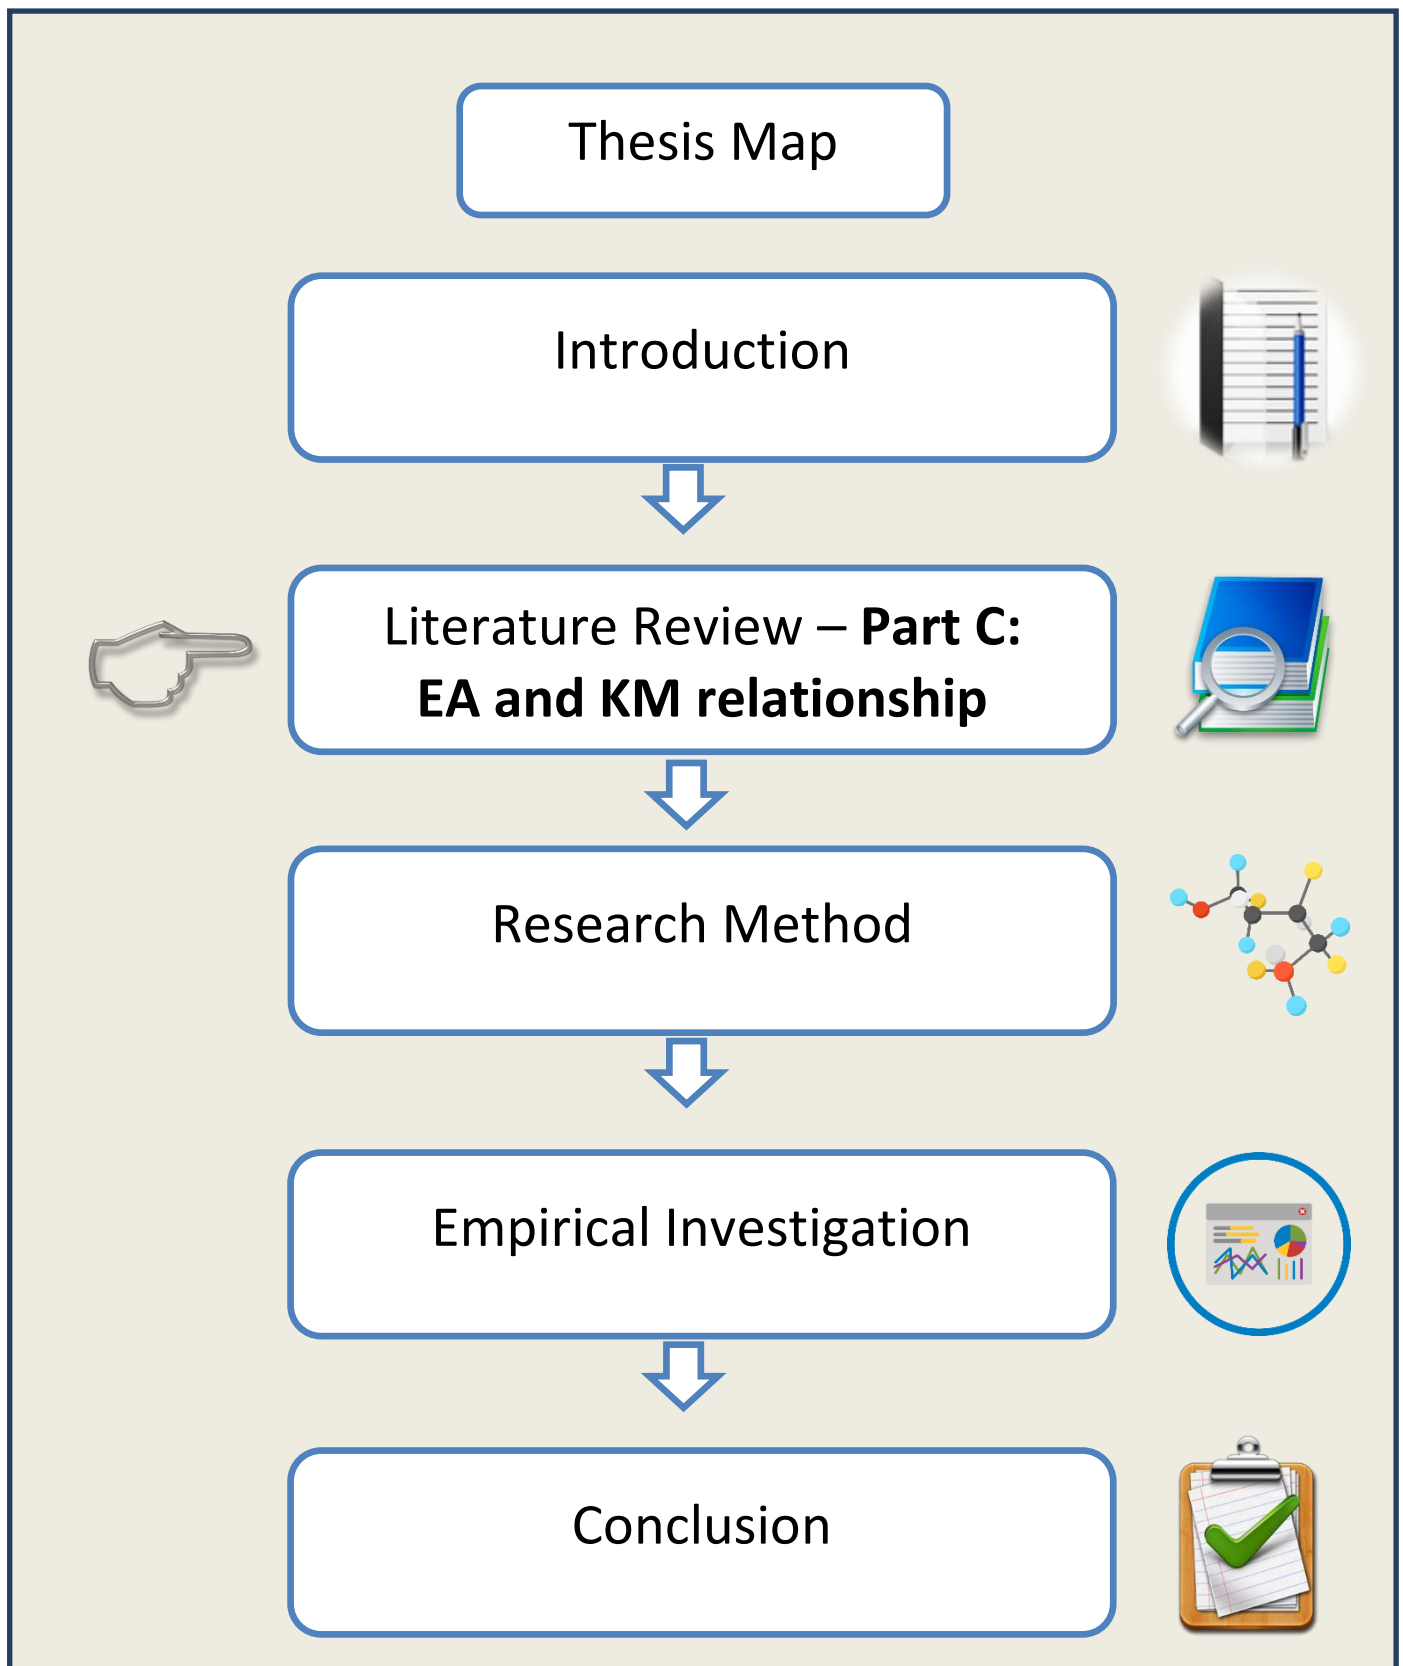 Thesis Map
Introduction
Literature Review – Part C:
EA and KM relationship
Research Method
Empirical Investigation
Conclusion